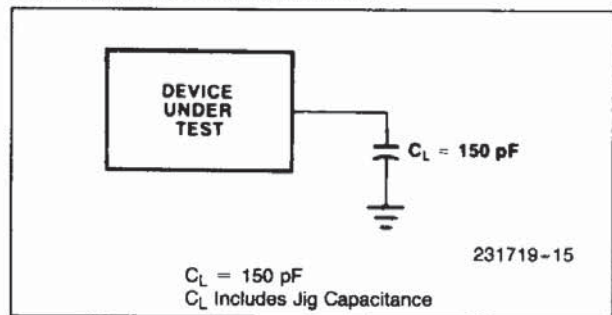 DEVICE
UNDER
TEST
C_L = 150 pF
231719-15
C_L = 150 pF
C_L Includes Jig Capacitance